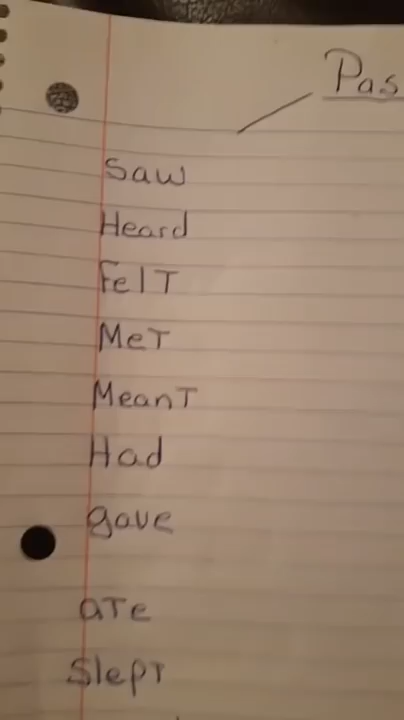 Pas
Saw
Heard
FelT
MeT
MeanT
Had
gave
aTe
SlepT